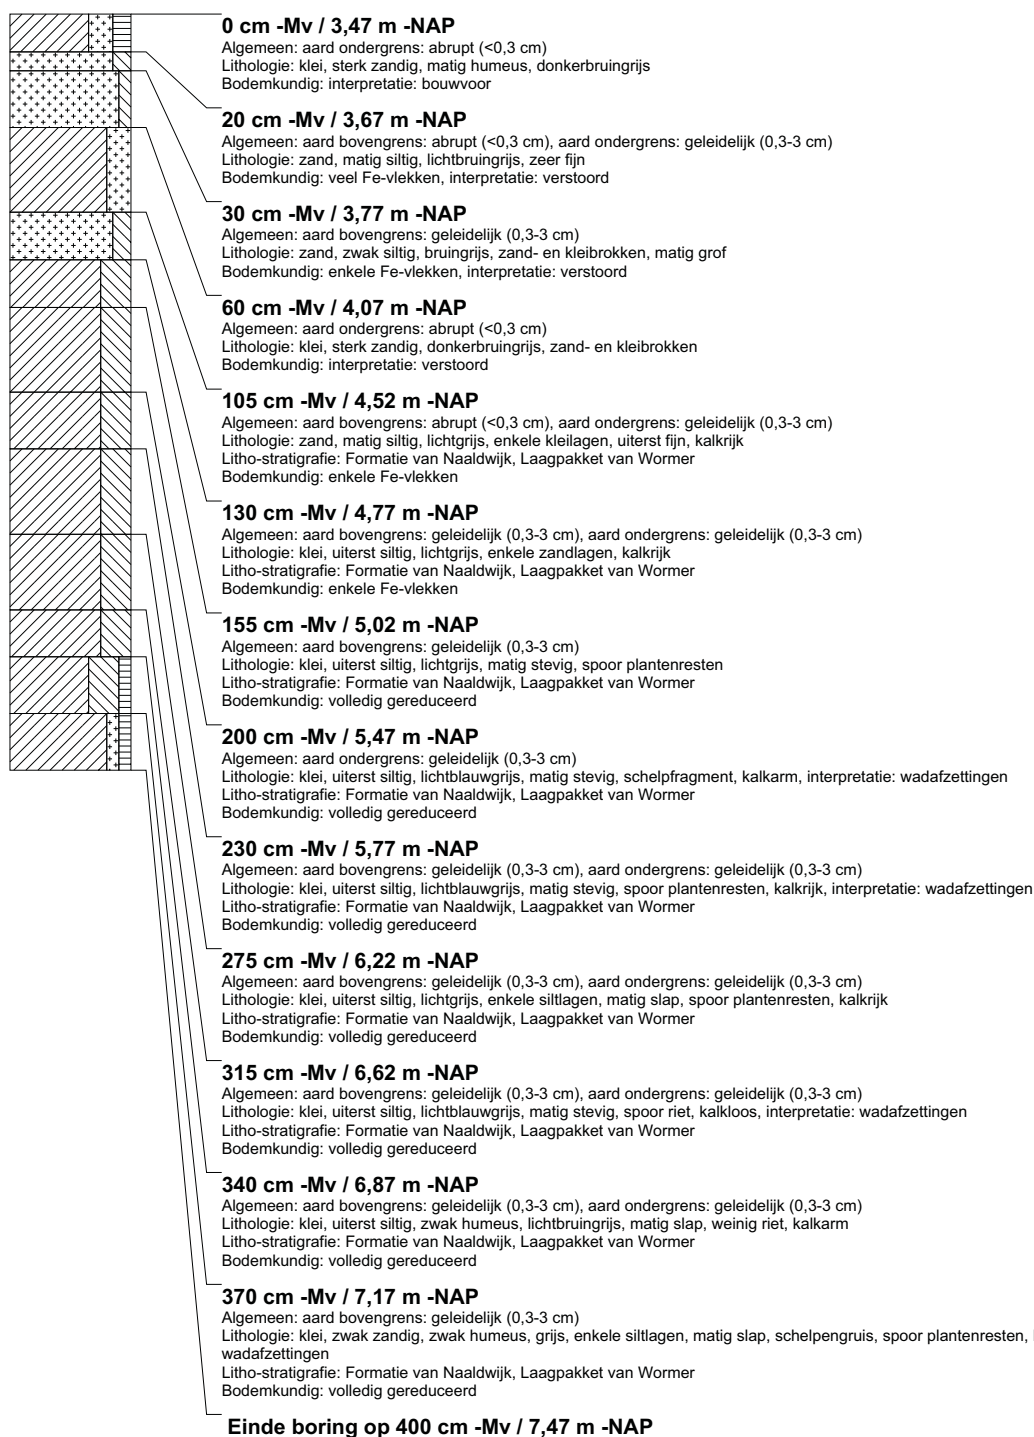 0 cm -Mv / 3,47 m -NAP
Algemeen: aard ondergrens: abrupt (<0,3 cm)
Lithologie: klei, sterk zandig, matig humeus, donkerbruingrijs
Bodemkundig: interpretatie: bouwvoor
20 cm -Mv / 3,67 m -NAP
Algemeen: aard bovengrens: abrupt (<0,3 cm), aard ondergrens: geleidelijk (0,3-3 cm)
Lithologie: zand, matig siltig, lichtbruingrijs, zeer fijn
Bodemkundig: veel Fe-vlekken, interpretatie: verstoord
30 cm -Mv / 3,77 m -NAP
Algemeen: aard bovengrens: geleidelijk (0,3-3 cm)
Lithologie: zand, zwak siltig, bruingrijs, zand- en kleibrokken, matig grof
Bodemkundig: enkele Fe-vlekken, interpretatie: verstoord
60 cm -Mv / 4,07 m -NAP
Algemeen: aard ondergrens: abrupt (<0,3 cm)
Lithologie: klei, sterk zandig, donkerbruingrijs, zand- en kleibrokken
Bodemkundig: interpretatie: verstoord
105 cm -Mv / 4,52 m -NAP
Algemeen: aard bovengrens: abrupt (<0,3 cm), aard ondergrens: geleidelijk (0,3-3 cm)
Lithologie: zand, matig siltig, lichtgrijs, enkele kleilagen, uiterst fijn, kalkrijk
Litho-stratigrafie: Formatie van Naaldwijk, Laagpakket van Wormer
Bodemkundig: enkele Fe-vlekken
130 cm -Mv / 4,77 m -NAP
Algemeen: aard bovengrens: geleidelijk (0,3-3 cm), aard ondergrens: geleidelijk (0,3-3 cm)
Lithologie: klei, uiterst siltig, lichtgrijs, enkele zandlagen, kalkrijk
Litho-stratigrafie: Formatie van Naaldwijk, Laagpakket van Wormer
Bodemkundig: enkele Fe-vlekken
155 cm -Mv / 5,02 m -NAP
Algemeen: aard bovengrens: geleidelijk (0,3-3 cm)
Lithologie: klei, uiterst siltig, lichtgrijs, matig stevig, spoor plantenresten
Litho-stratigrafie: Formatie van Naaldwijk, Laagpakket van Wormer
Bodemkundig: volledig gereduceerd
200 cm -Mv / 5,47 m -NAP
Algemeen: aard ondergrens: geleidelijk (0,3-3 cm)
Lithologie: klei, uiterst siltig, lichtblauwgrijs, matig stevig, schelpfragment, kalkarm, interpretatie: wadafzettingen
Litho-stratigrafie: Formatie van Naaldwijk, Laagpakket van Wormer
Bodemkundig: volledig gereduceerd
230 cm -Mv / 5,77 m -NAP
Algemeen: aard bovengrens: geleidelijk (0,3-3 cm), aard ondergrens: geleidelijk (0,3-3 cm)
Lithologie: klei, uiterst siltig, lichtblauwgrijs, matig stevig, spoor plantenresten, kalkrijk, interpretatie: wadafzettingen
Litho-stratigrafie: Formatie van Naaldwijk, Laagpakket van Wormer
Bodemkundig: volledig gereduceerd
275 cm -Mv / 6,22 m -NAP
Algemeen: aard bovengrens: geleidelijk (0,3-3 cm), aard ondergrens: geleidelijk (0,3-3 cm)
Lithologie: klei, uiterst siltig, lichtgrijs, enkele siltlagen, matig slap, spoor plantenresten, kalkrijk
Litho-stratigrafie: Formatie van Naaldwijk, Laagpakket van Wormer
Bodemkundig: volledig gereduceerd
315 cm -Mv / 6,62 m -NAP
Algemeen: aard bovengrens: geleidelijk (0,3-3 cm), aard ondergrens: geleidelijk (0,3-3 cm)
Lithologie: klei, uiterst siltig, lichtblauwgrijs, matig stevig, spoor riet, kalkloos, interpretatie: wadafzettingen
Litho-stratigrafie: Formatie van Naaldwijk, Laagpakket van Wormer
Bodemkundig: volledig gereduceerd
340 cm -Mv / 6,87 m -NAP
Algemeen: aard bovengrens: geleidelijk (0,3-3 cm), aard ondergrens: geleidelijk (0,3-3 cm)
Lithologie: klei, uiterst siltig, zwak humeus, lichtbruingrijs, matig slap, weinig riet, kalkarm
Litho-stratigrafie: Formatie van Naaldwijk, Laagpakket van Wormer
Bodemkundig: volledig gereduceerd
370 cm -Mv / 7,17 m -NAP
Algemeen: aard bovengrens: geleidelijk (0,3-3 cm)
Lithologie: klei, zwak zandig, zwak humeus, grijs, enkele siltlagen, matig slap, schelpengruis, spoor plantenresten,
wadafzettingen
Litho-stratigrafie: Formatie van Naaldwijk, Laagpakket van Wormer
Bodemkundig: volledig gereduceerd
Einde boring op 400 cm -Mv / 7,47 m -NAP